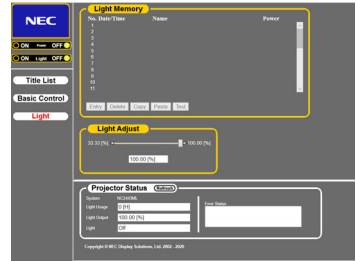 NEC
ON Power OFF
ON Light OFF
Title List
Basic Control
Light
Light Memory
No. Date/Time Name Power
1
2
3
4
5
6
7
8
9
10
11
Entry Delete Copy Paste Test
Light Adjust
33.33 [%] 100.00 [%]
100.00 [%]
Projector Status (Refresh)
System NC2443ML
Light Usage 0 [H]
Light Output 100.00 [%]
Light Off
Error Status
Copyright © NEC Display Solutions, Ltd. 2002 - 2020